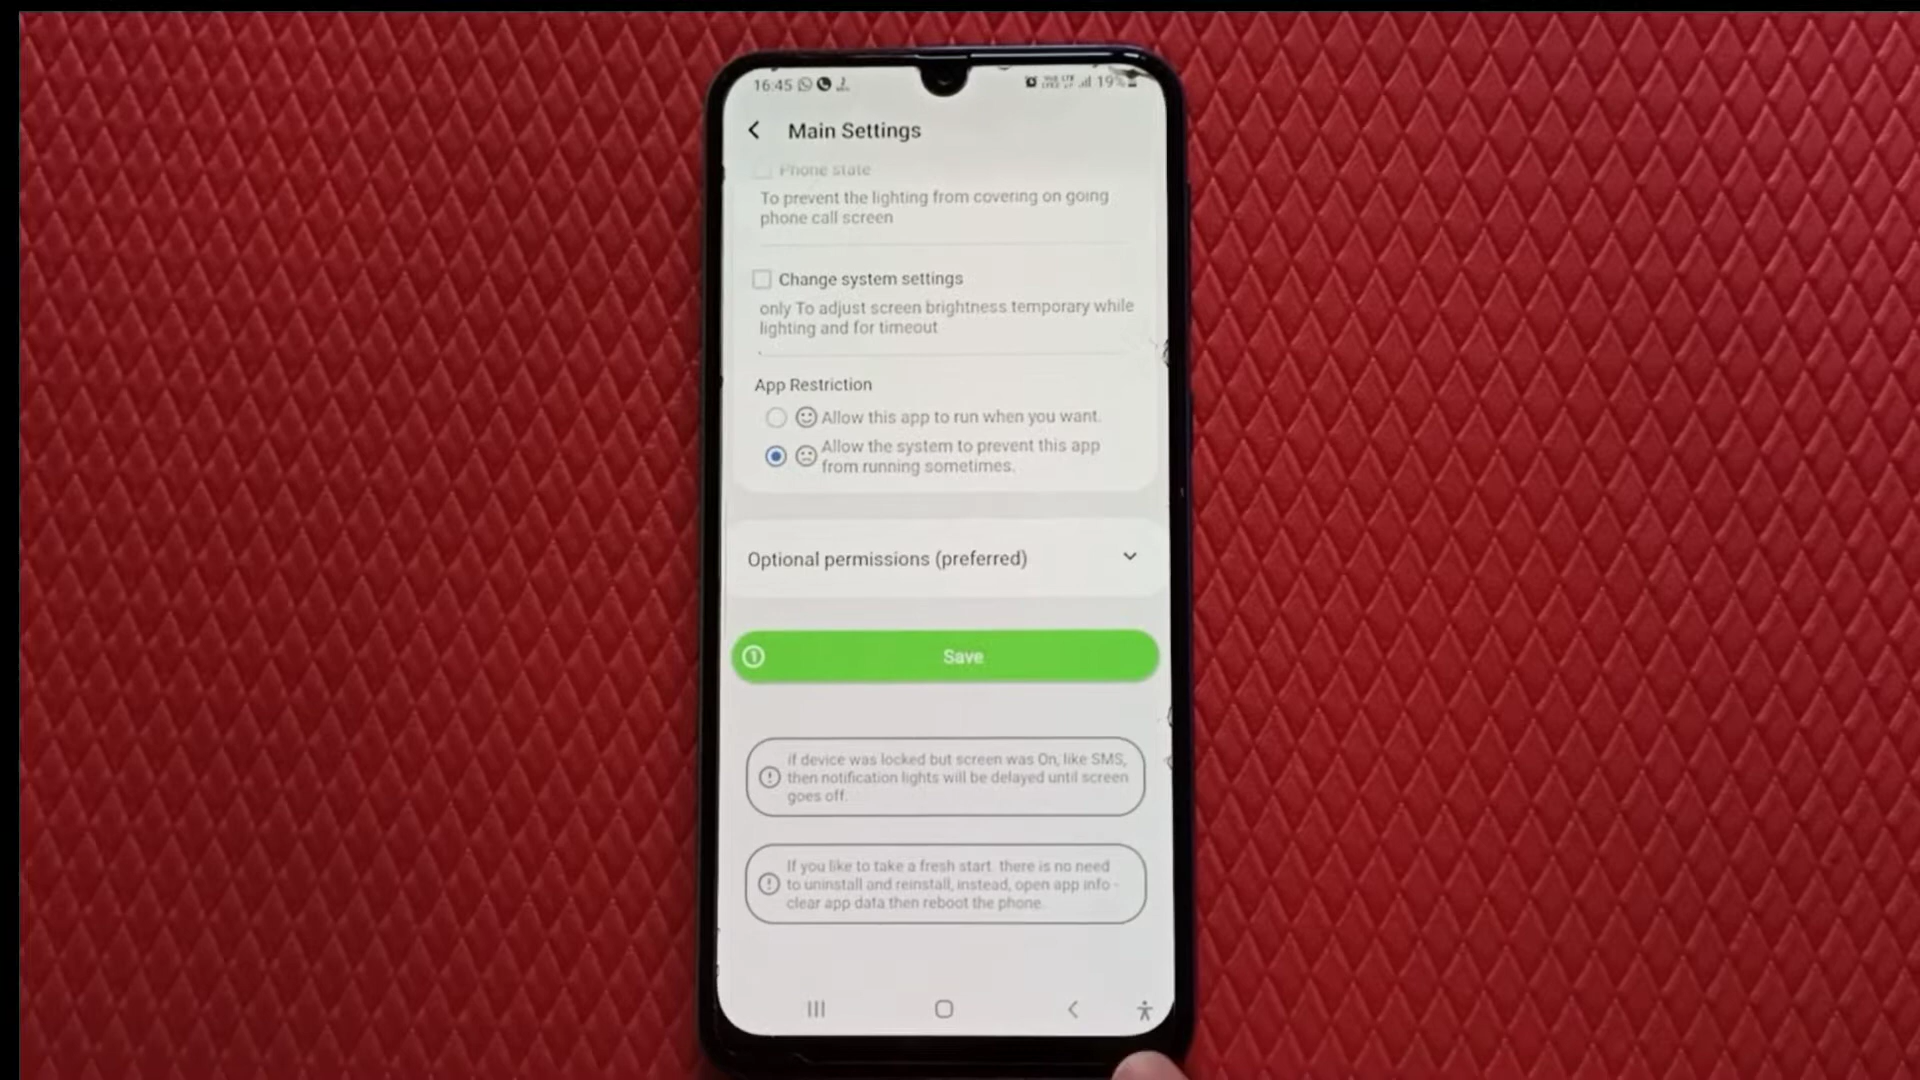 16:45
19%
Main Settings
Phone state
To prevent the lighting from covering on going
phone call screen
Change system settings
only To adjust screen brightness temporary while
lighting and for timeout
App Restriction
Allow this app to run when you want.
Allow the system to prevent this app
from running sometimes.
Optional permissions (preferred)
1 Save
if device was locked but screen was On, like SMS,
then notification lights will be delayed until screen
goes off.
If you like to take a fresh start there is no need
to uninstall and reinstall, instead, open app info -
clear app data then reboot the phone.